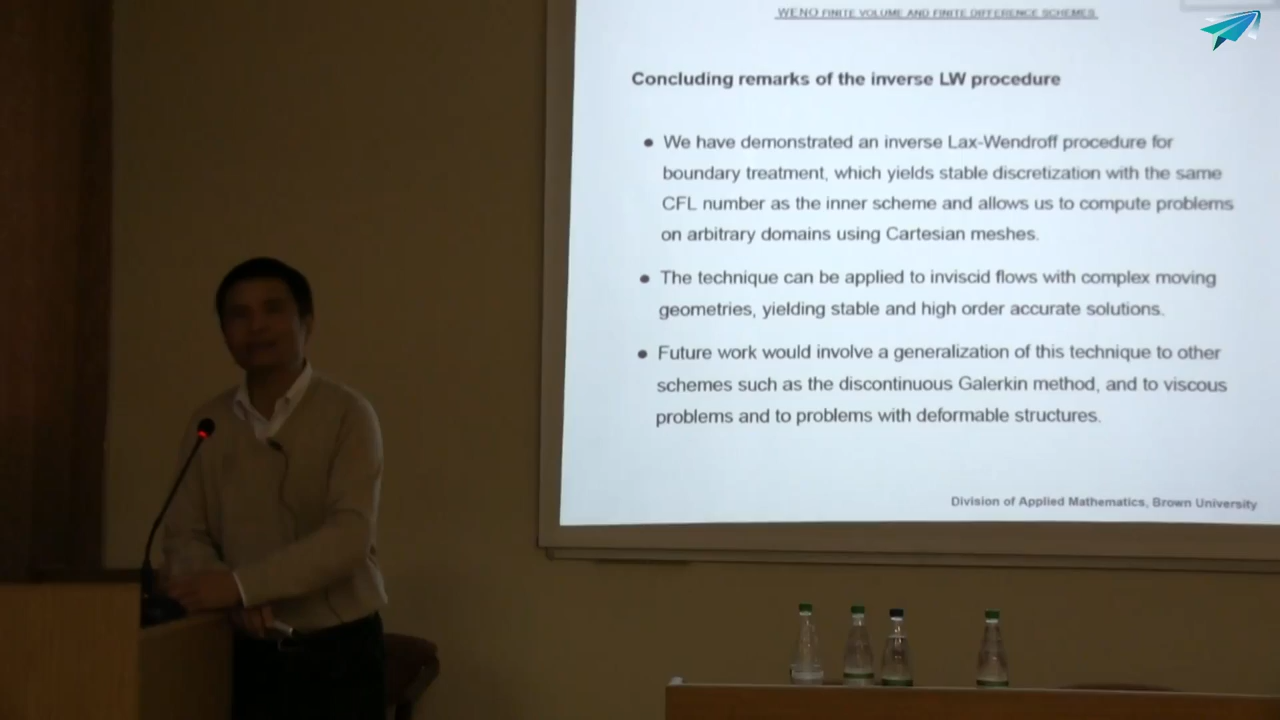 WENO FINITE VOLUME AND FINITE DIFFERENCE SCHEMES
Concluding remarks of the inverse LW procedure
• We have demonstrated an inverse Lax-Wendroff procedure for
boundary treatment, which yields stable discretization with the same
CFL number as the inner scheme and allows us to compute problems
on arbitrary domains using Cartesian meshes.
• The technique can be applied to inviscid flows with complex moving
geometries, yielding stable and high order accurate solutions.
• Future work would involve a generalization of this technique to other
schemes such as the discontinuous Galerkin method, and to viscous
problems and to problems with deformable structures.
Division of Applied Mathematics, Brown University